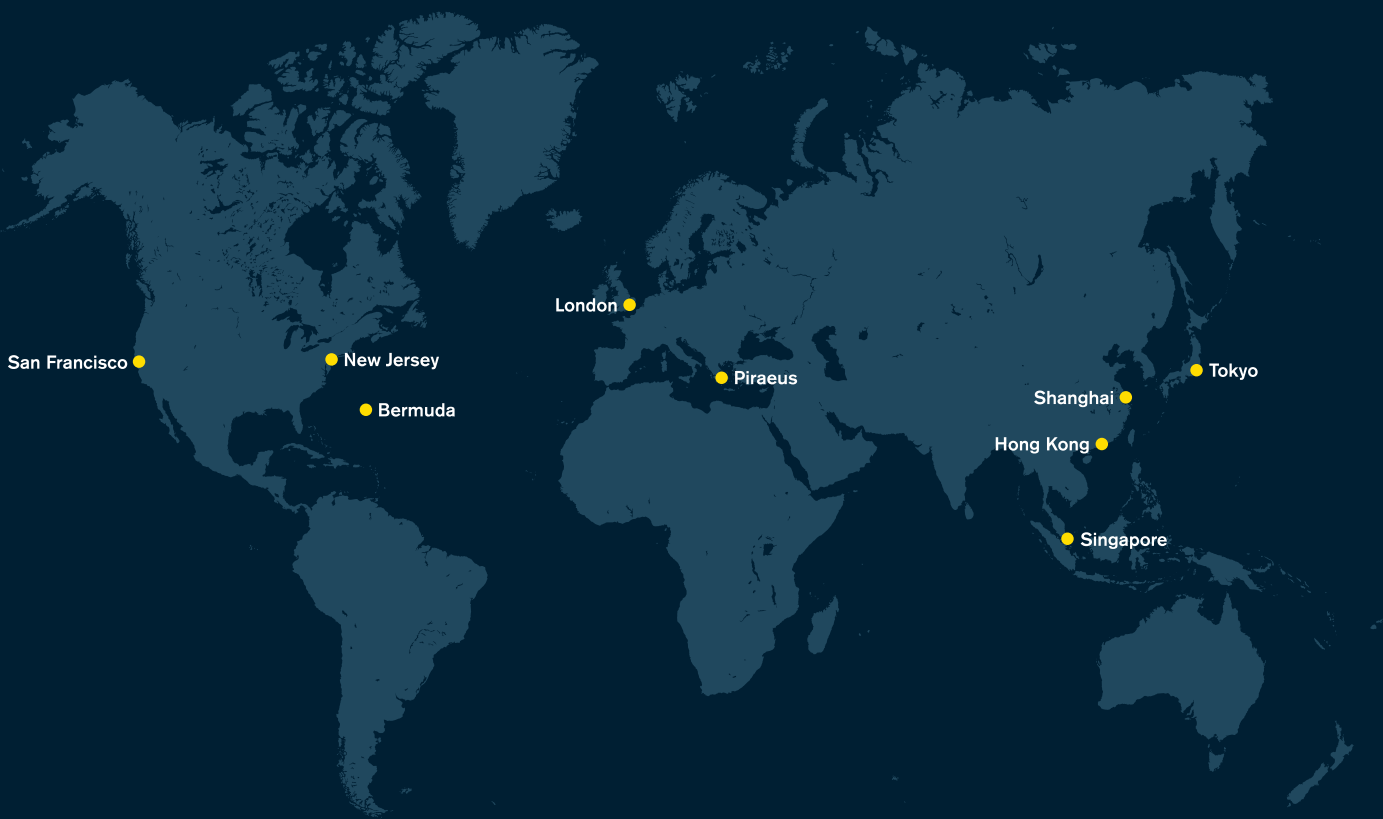 London
San Francisco
New Jersey
Tokyo
Piraeus
Shanghai
Bermuda
Hong Kong
Singapore